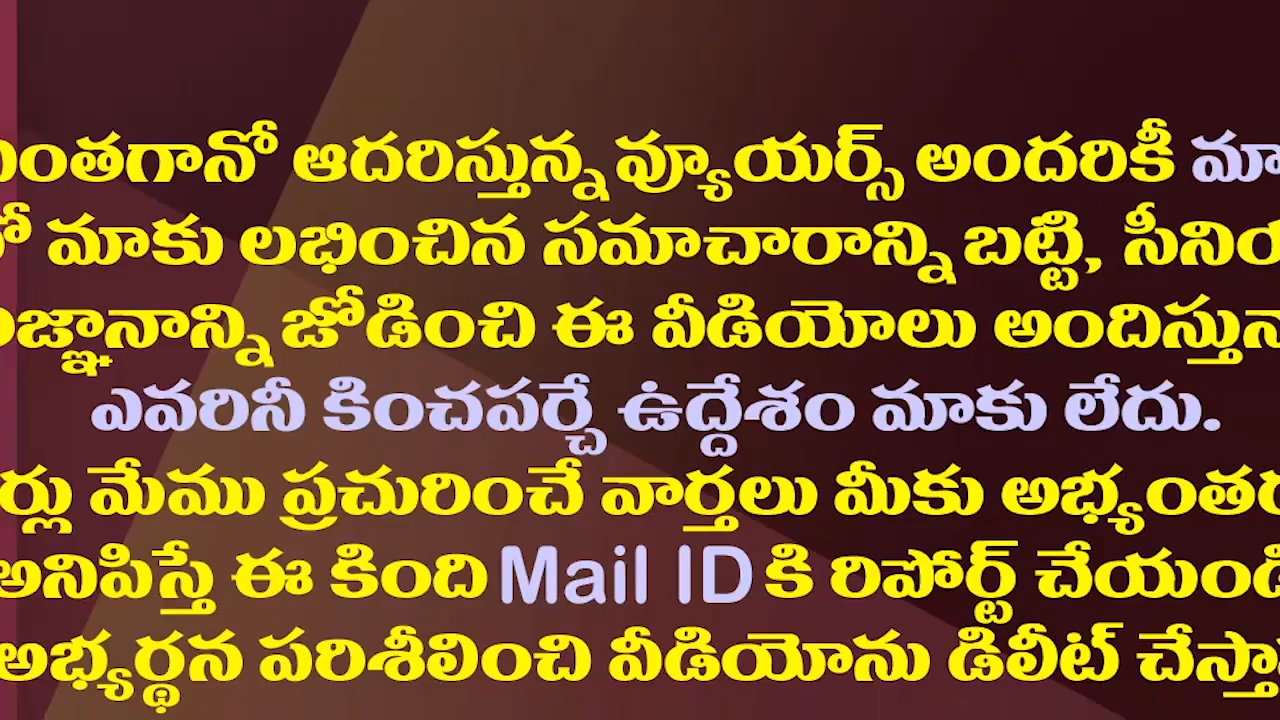 ఆదరిస్తున్న వ్యూయర్స్ అందరికీ మా
మాకు లభించిన సమాచారాన్ని బట్టి, సీనియ
జోడించి ఈ వీడియోలు అందిస్తున
ఎవరినీ కించపర్చే ఉద్దేశం మాకు లేదు.
ర్లు మేము ప్రచురించే వార్తలు మీకు అభ్యంతర
అనిపిస్తే ఈ కింది Mail ID కి రిపోర్ట్ చేయండి
అభ్యర్థన పరిశీలించి వీడియోను డిలీట్ చేస్తా